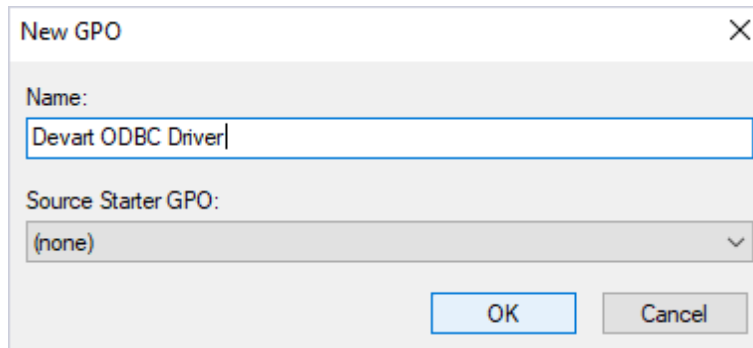 New GPO
Name:
Devart ODBC Driver
Source Starter GPO:
(none)
OK Cancel